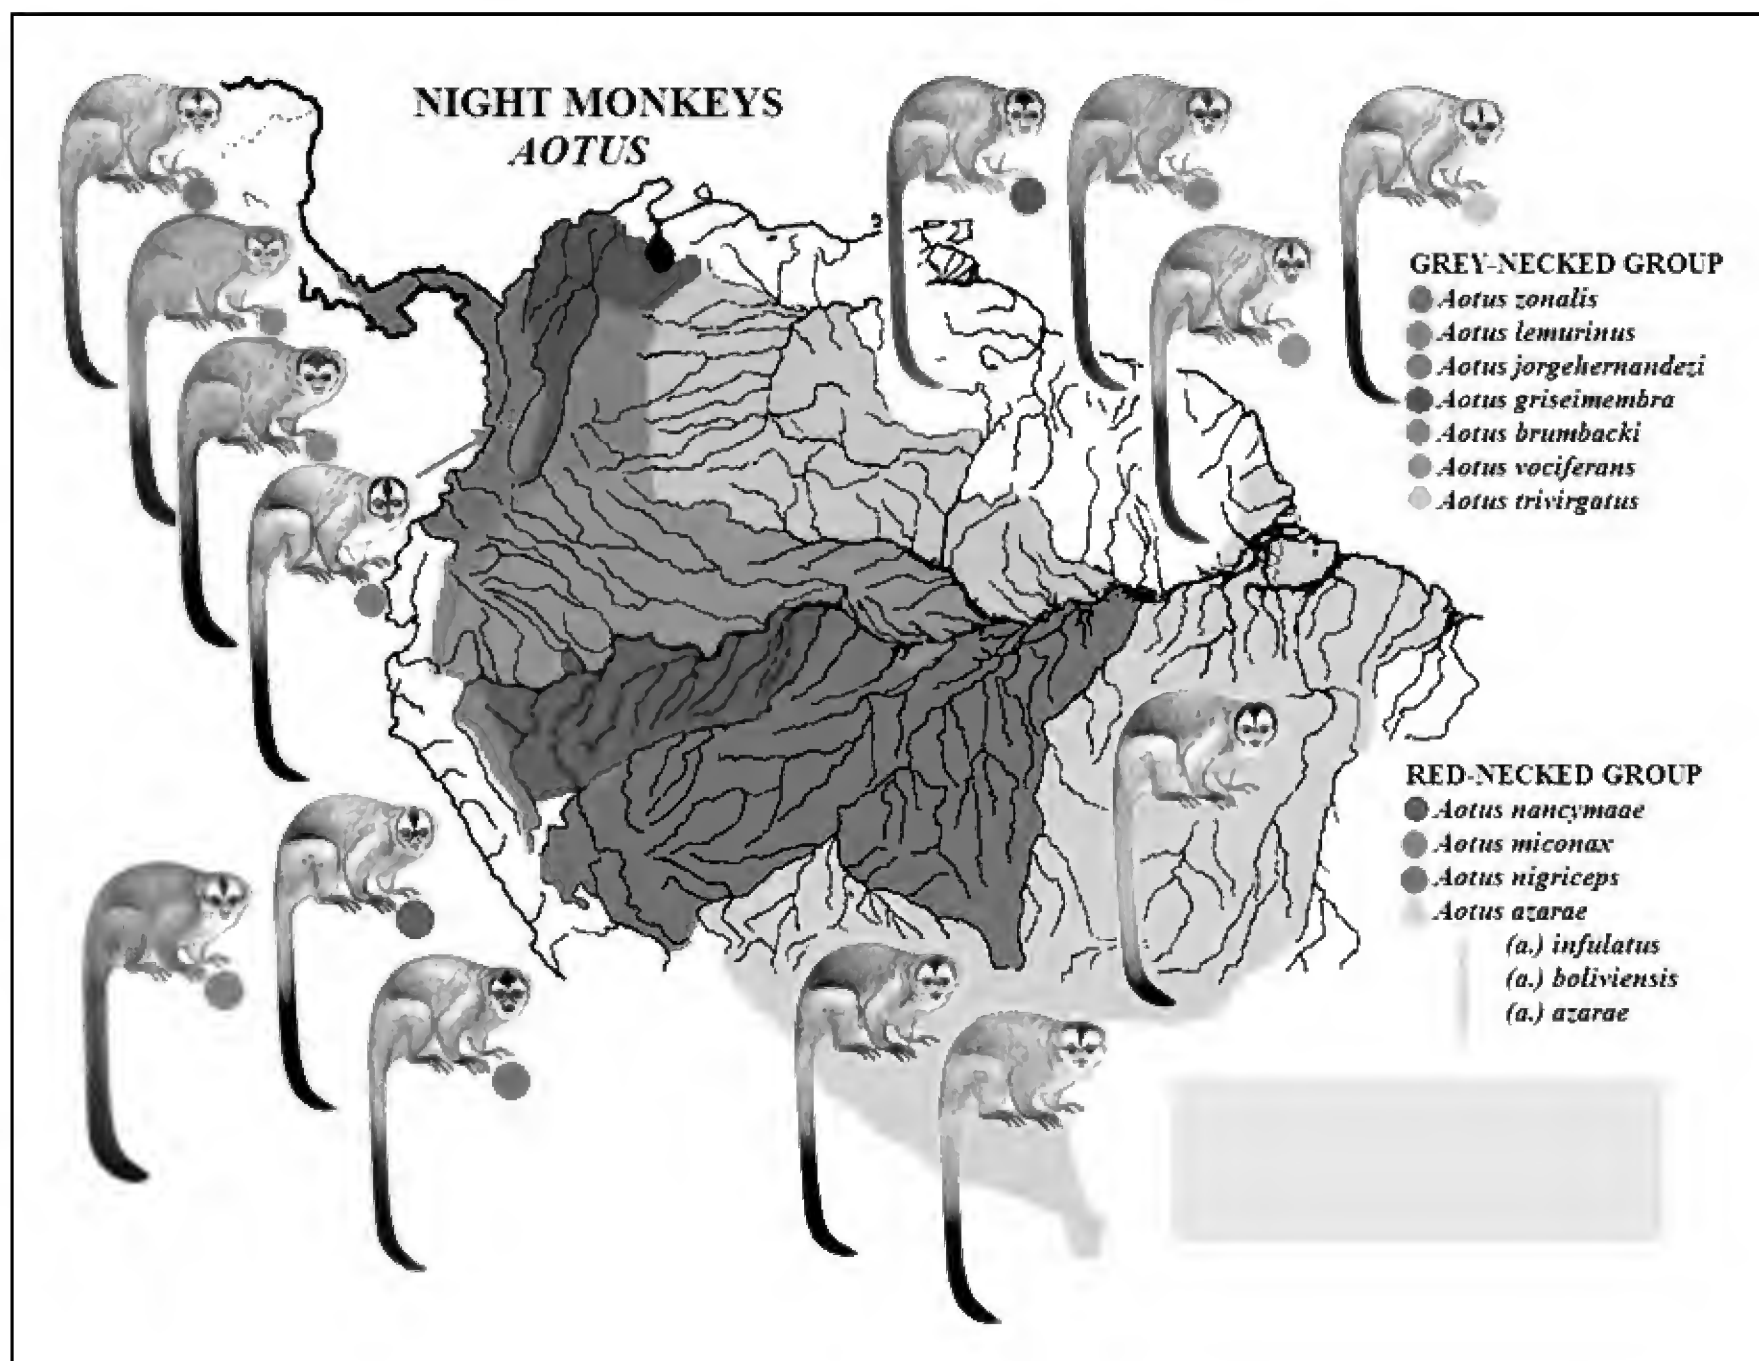 NIGHT MONKEYS
AOTUS
GREY-NECKED GROUP
Aotus zonalis
Aotus lemurinus
Aotus jorgehernandezi
Aotus griseimembra
Aotus brumbacki
Aotus vociferans
Aotus trivirgatus
RED-NECKED GROUP
Aotus nancymaae
Aotus miconax
Aotus nigriceps
Aotus azarae
(a.) infulatus
(a.) boliviensis
(a.) azarae